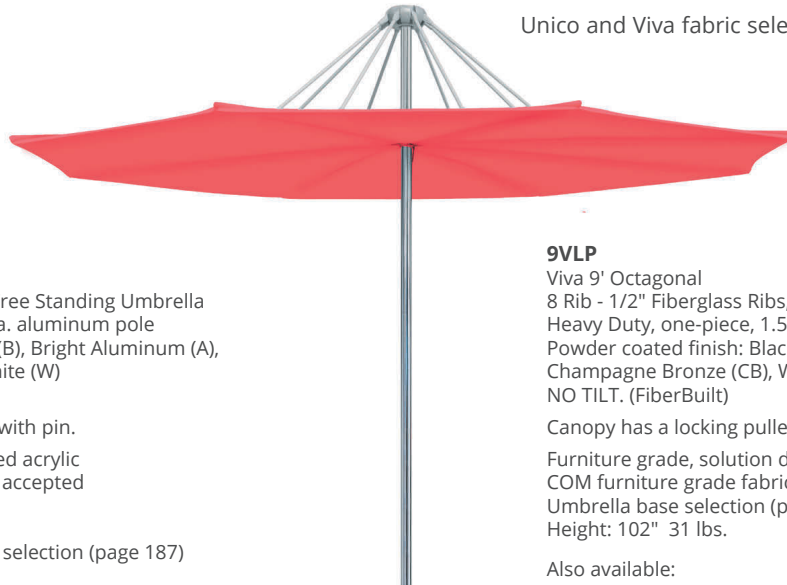 Unico and Viva fabric sele
ree Standing Umbrella
a. aluminum pole
(B), Bright Aluminum (A),
ite (W)
with pin.
ed acrylic
accepted
selection (page 187)
9VLP
Viva 9' Octagonal
8 Rib - 1/2" Fiberglass Ribs,
Heavy Duty, one-piece, 1.5
Powder coated finish: Blac
Champagne Bronze (CB), W
NO TILT. (FiberBuilt)
Canopy has a locking pulle
Furniture grade, solution d
COM furniture grade fabric
Umbrella base selection (p
Height: 102" 31 lbs.
Also available: